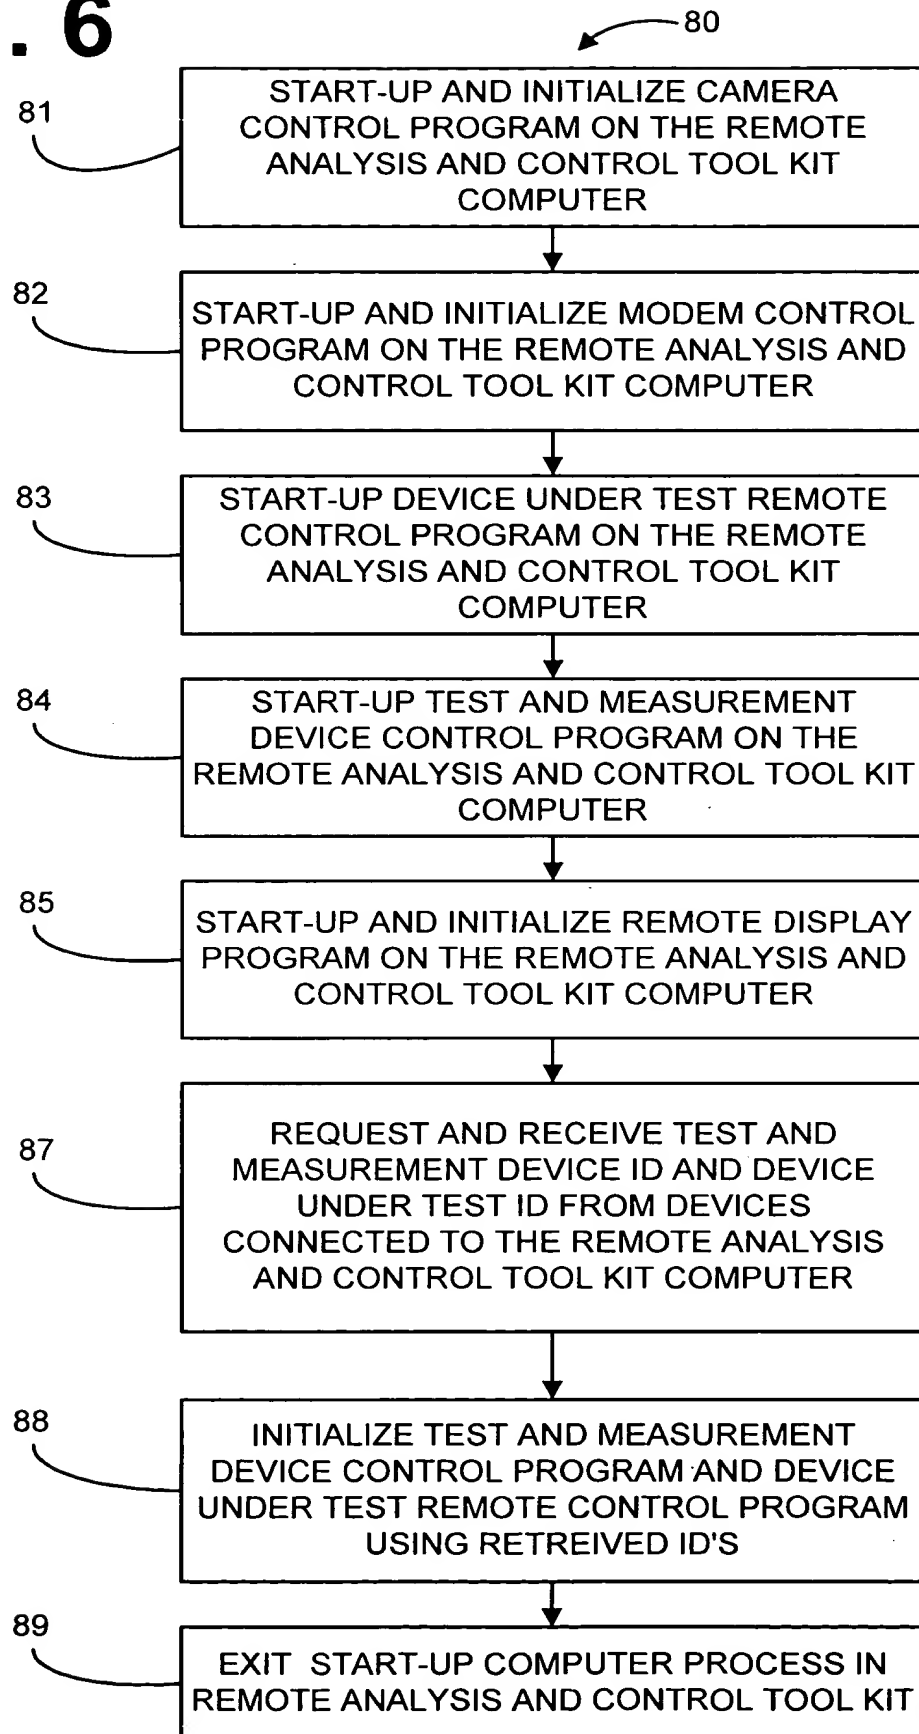 . 6
80
81
START-UP AND INITIALIZE CAMERA
CONTROL PROGRAM ON THE REMOTE
ANALYSIS AND CONTROL TOOL KIT
COMPUTER
82
START-UP AND INITIALIZE MODEM CONTROL
PROGRAM ON THE REMOTE ANALYSIS AND
CONTROL TOOL KIT COMPUTER
83
START-UP DEVICE UNDER TEST REMOTE
CONTROL PROGRAM ON THE REMOTE
ANALYSIS AND CONTROL TOOL KIT
COMPUTER
84
START-UP TEST AND MEASUREMENT
DEVICE CONTROL PROGRAM ON THE
REMOTE ANALYSIS AND CONTROL TOOL KIT
COMPUTER
85
START-UP AND INITIALIZE REMOTE DISPLAY
PROGRAM ON THE REMOTE ANALYSIS AND
CONTROL TOOL KIT COMPUTER
87
REQUEST AND RECEIVE TEST AND
MEASUREMENT DEVICE ID AND DEVICE
UNDER TEST ID FROM DEVICES
CONNECTED TO THE REMOTE ANALYSIS
AND CONTROL TOOL KIT COMPUTER
88
INITIALIZE TEST AND MEASUREMENT
DEVICE CONTROL PROGRAM AND DEVICE
UNDER TEST REMOTE CONTROL PROGRAM
USING RETREIVED ID'S
89
EXIT START-UP COMPUTER PROCESS IN
REMOTE ANALYSIS AND CONTROL TOOL KIT